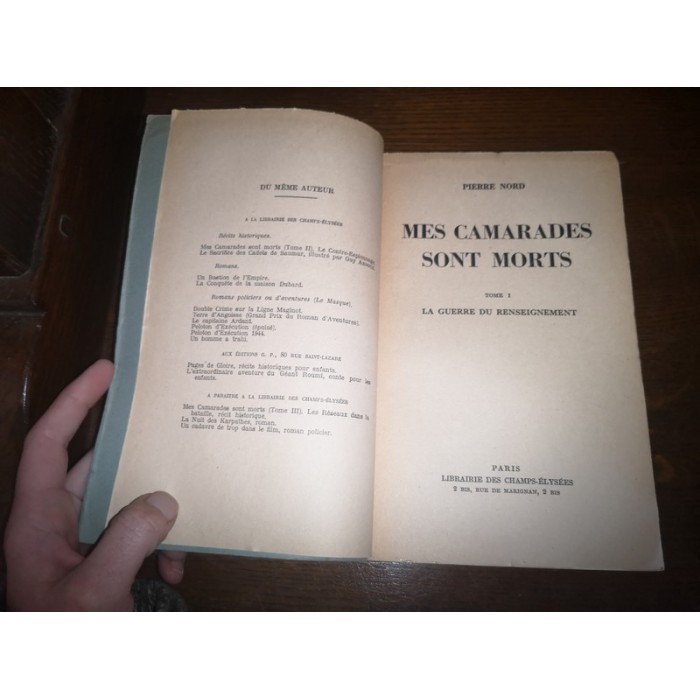 DU MÊME AUTEUR
A LA LIBRAIRIE DES CHAMPS-ÉLYSÉES
Récits historiques.
Mes Camarades sont morts (Tome II). Le Contre-Espionnage.
Le Sacrifice des Cadets de Saumur, illustré par Guy
Romans.
Un Bastion de l'Empire.
La Conquête de la maison Dubard.
Romans policiers ou d'aventures (Le Masque).
Double Crime sur la Ligne Maginot.
Terre d'Angoisse (Grand Prix du Roman d'Aventures).
Le capitaine Ardant.
Peloton d'Exécution (épuisé).
Peloton d'Exécution 1944.
Un homme a trahi.
AUX ÉDITIONS G. P., 80 RUE SAINT-LAZARE
Pages de Gloire, récits historiques pour enfants.
L'extraordinaire aventure du Géant Roumi, conte pour les
enfants.
A PARAITRE A LA LIBRAIRIE DES CHAMPS-ÉLYSÉES
Mes Camarades sont morts (Tome III). Les Réseaux dans la
bataille, récit historique.
La Nuit des Karpathes, roman.
Un cadavre de trop dans le film, roman policier.
PIERRE NORD
MES CAMARADES
SONT MORTS
TOME I
LA GUERRE DU RENSEIGNEMENT
PARIS
LIBRAIRIE DES CHAMPS-ÉLYSÉES
2 BIS, RUE DE MARIGNAN, 2 BIS